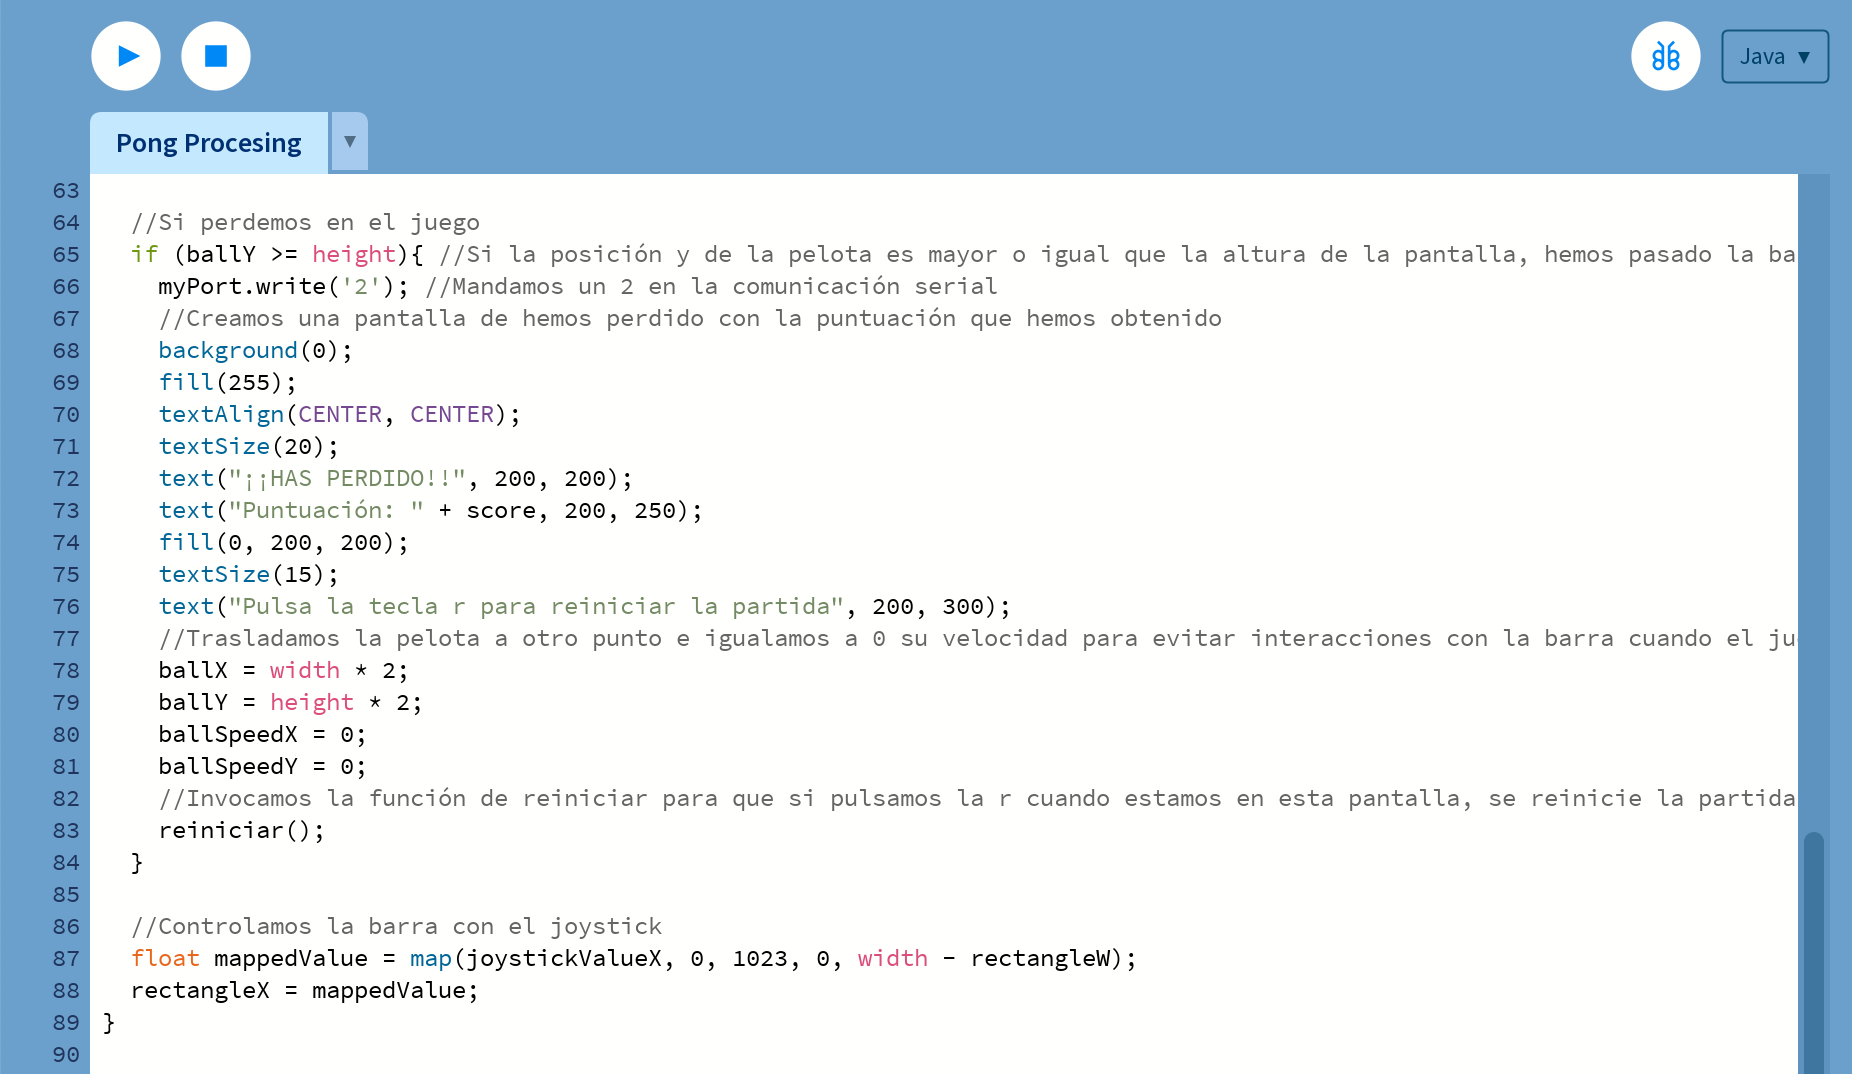 Java ▼
Pong Procesing ▼
63
64 //Si perdemos en el juego
65 if (ballY >= height){ //Si la posición y de la pelota es mayor o igual que la altura de la pantalla, hemos pasado la ba
66 myPort.write('2'); //Mandamos un 2 en la comunicación serial
67 //Creamos una pantalla de hemos perdido con la puntuación que hemos obtenido
68 background(0);
69 fill(255);
70 textAlign(CENTER, CENTER);
71 textSize(20);
72 text("¡¡HAS PERDIDO!!", 200, 200);
73 text("Puntuación: " + score, 200, 250);
74 fill(0, 200, 200);
75 textSize(15);
76 text("Pulsa la tecla r para reiniciar la partida", 200, 300);
77 //Trasladamos la pelota a otro punto e igualamos a 0 su velocidad para evitar interacciones con la barra cuando el ju
78 ballX = width * 2;
79 ballY = height * 2;
80 ballSpeedX = 0;
81 ballSpeedY = 0;
82 //Invocamos la función de reiniciar para que si pulsamos la r cuando estamos en esta pantalla, se reinicie la partida
83 reiniciar();
84 }
85
86 //Controlamos la barra con el joystick
87 float mappedValue = map(joystickValueX, 0, 1023, 0, width - rectangleW);
88 rectangleX = mappedValue;
89 }
90